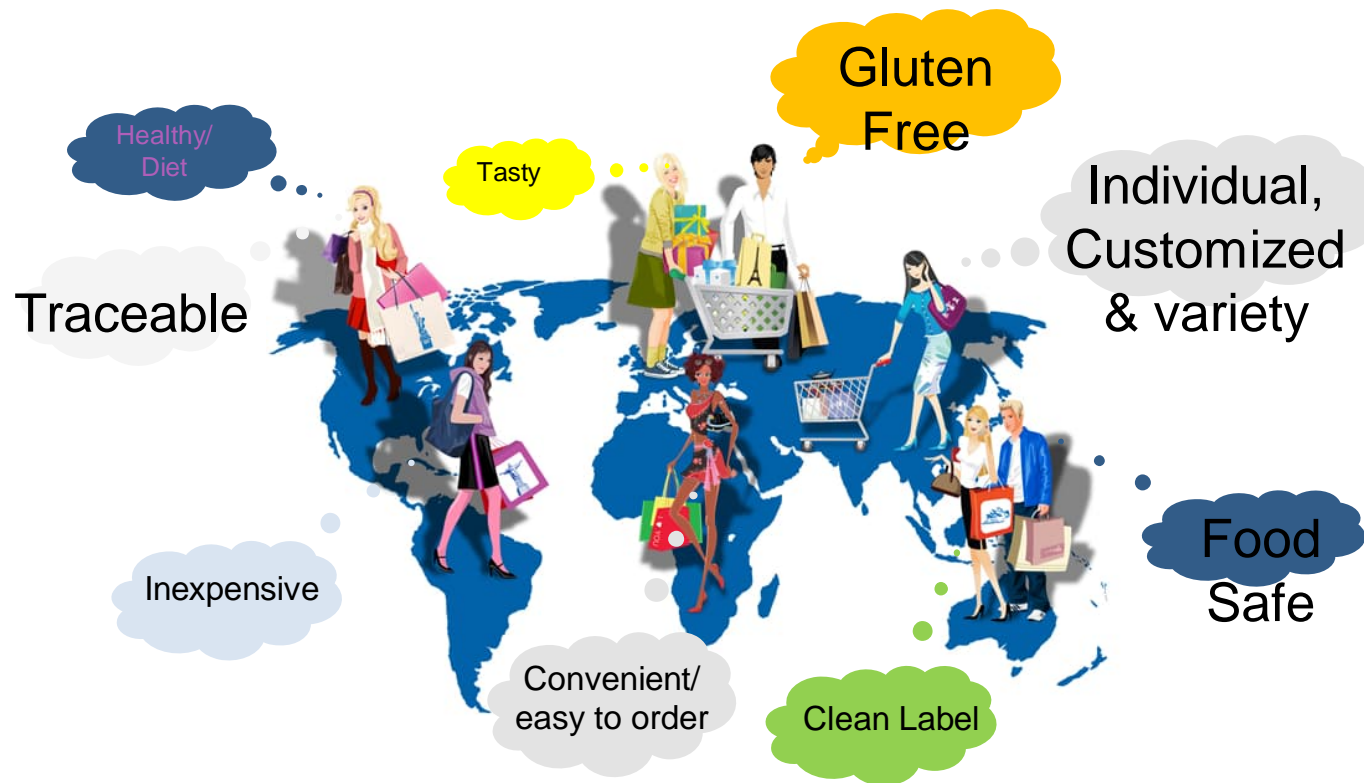 Gluten
Free
Healthy/
Diet
Tasty
Individual,
Customized
& variety
Traceable
Food
Safe
Inexpensive
Convenient/
easy to order
Clean Label